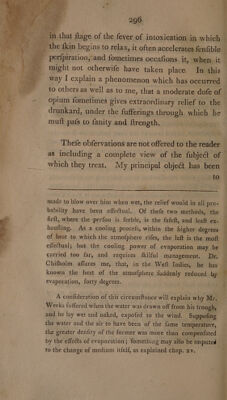 296
in that ſtage of the fever of intoxication in which
the ſkin begins to relax, it often accelerates ſenſible
perſpiration, and ſometimes occaſions it, when it
might not otherwiſe have taken place. In this
way I explain a phenomenon which has occurred
to others as well as to me, that a moderate doſe of
opium ſometimes gives extraordinary relief to the
drunkard, under the ſufferings through which he
muſt paſs to ſanity and ſtrength.
Theſe obſervations are not offered to the reader
as including a complete view of the ſubject of
which they treat. My principal object has been
to
made to blow over him when wet, the relief would in all pro-
bability have been effectual. Of theſe two methods, the
firſt, where the perſon is feeble, is the ſafeſt, and leaſt ex-
hauſting. As a cooling proceſs, within the higher degrees
of heat to which the atmoſphere riſes, the laſt is the moſt
effectual; but the cooling power of evaporation may be
carried too far, and requires ſkilful management. Dr.
Chiſholm aſſures me, that, in the Weſt Indies, he has
known the heat of the atmoſphere ſuddenly reduced by
evaporation, forty degrees.
A conſideration of this circumſtance will explain why Mr.
Weeks ſuffered when the water was drawn off from his trough,
and he lay wet and naked, expoſed to the wind. Suppoſing
the water and the air to have been of the ſame temperature,
the greater denſity of the former was more than compenſated
by the effects of evaporation; ſomething may alſo be imputed
to the change of medium itſelf, as explained chap. xv.